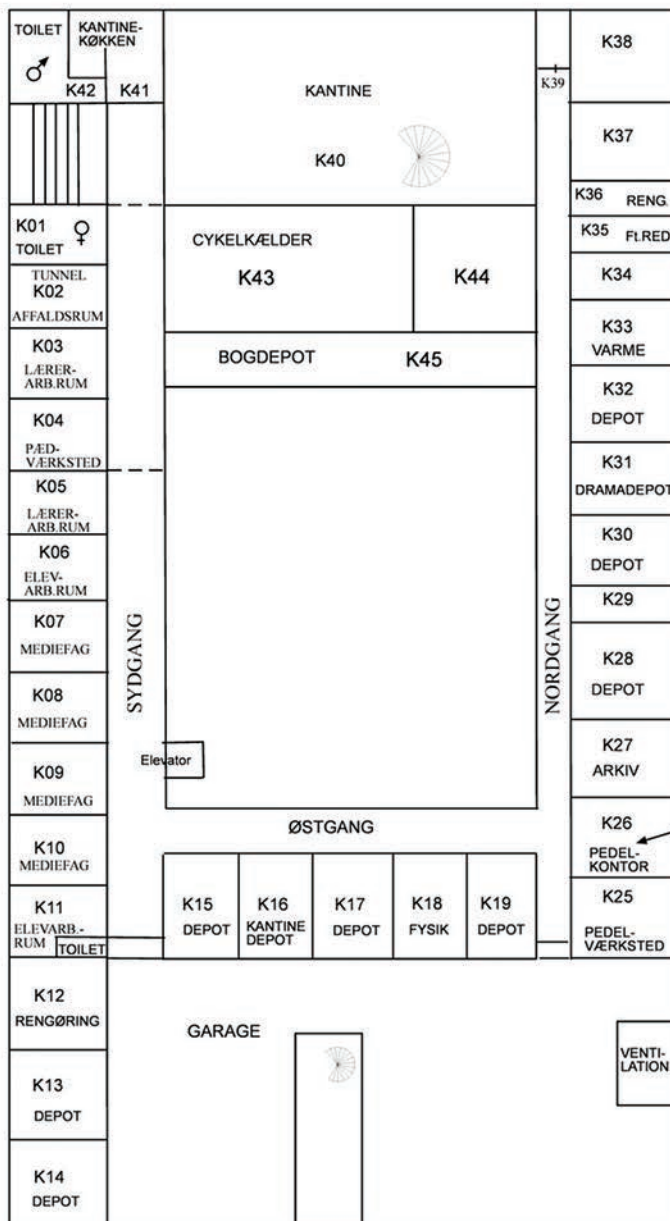 TOILET
♂
K42
KANTINE-
KØKKEN
K41
KANTINE
K40
K39
K38
K37
K36 RENG.
K35 Ft.RED
K34
K33
VARME
K32
DEPOT
K31
DRAMADEPOT
K30
DEPOT
K29
K28
DEPOT
K27
ARKIV
K26
PEDEL-
KONTOR
K25
PEDEL-
VÆRKSTED
K01 ♀
TOILET
TUNNEL
K02
AFFALDSRUM
K03
LÆRER-
ARB.RUM
K04
PÆD-
VÆRKSTED
K05
LÆRER-
ARB.RUM
K06
ELEV-
ARB.RUM
K07
MEDIEFAG
K08
MEDIEFAG
K09
MEDIEFAG
K10
MEDIEFAG
K11
ELEVARB.-
RUM
TOILET
K12
RENGØRING
K13
DEPOT
K14
DEPOT
SYDGANG
CYKELKÆLDER
K43
K44
BOGDEPOT K45
NORDGANG
Elevator
ØSTGANG
K15
DEPOT
K16
KANTINE
DEPOT
K17
DEPOT
K18
FYSIK
K19
DEPOT
GARAGE
VENTI-
LATION